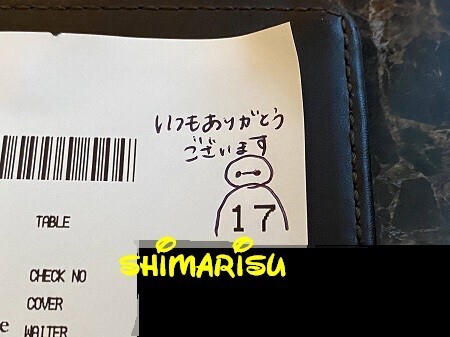 いつもありがとう
ございます
17
TABLE
SHIMARISU
CHECK NO
COVER
e WAITER